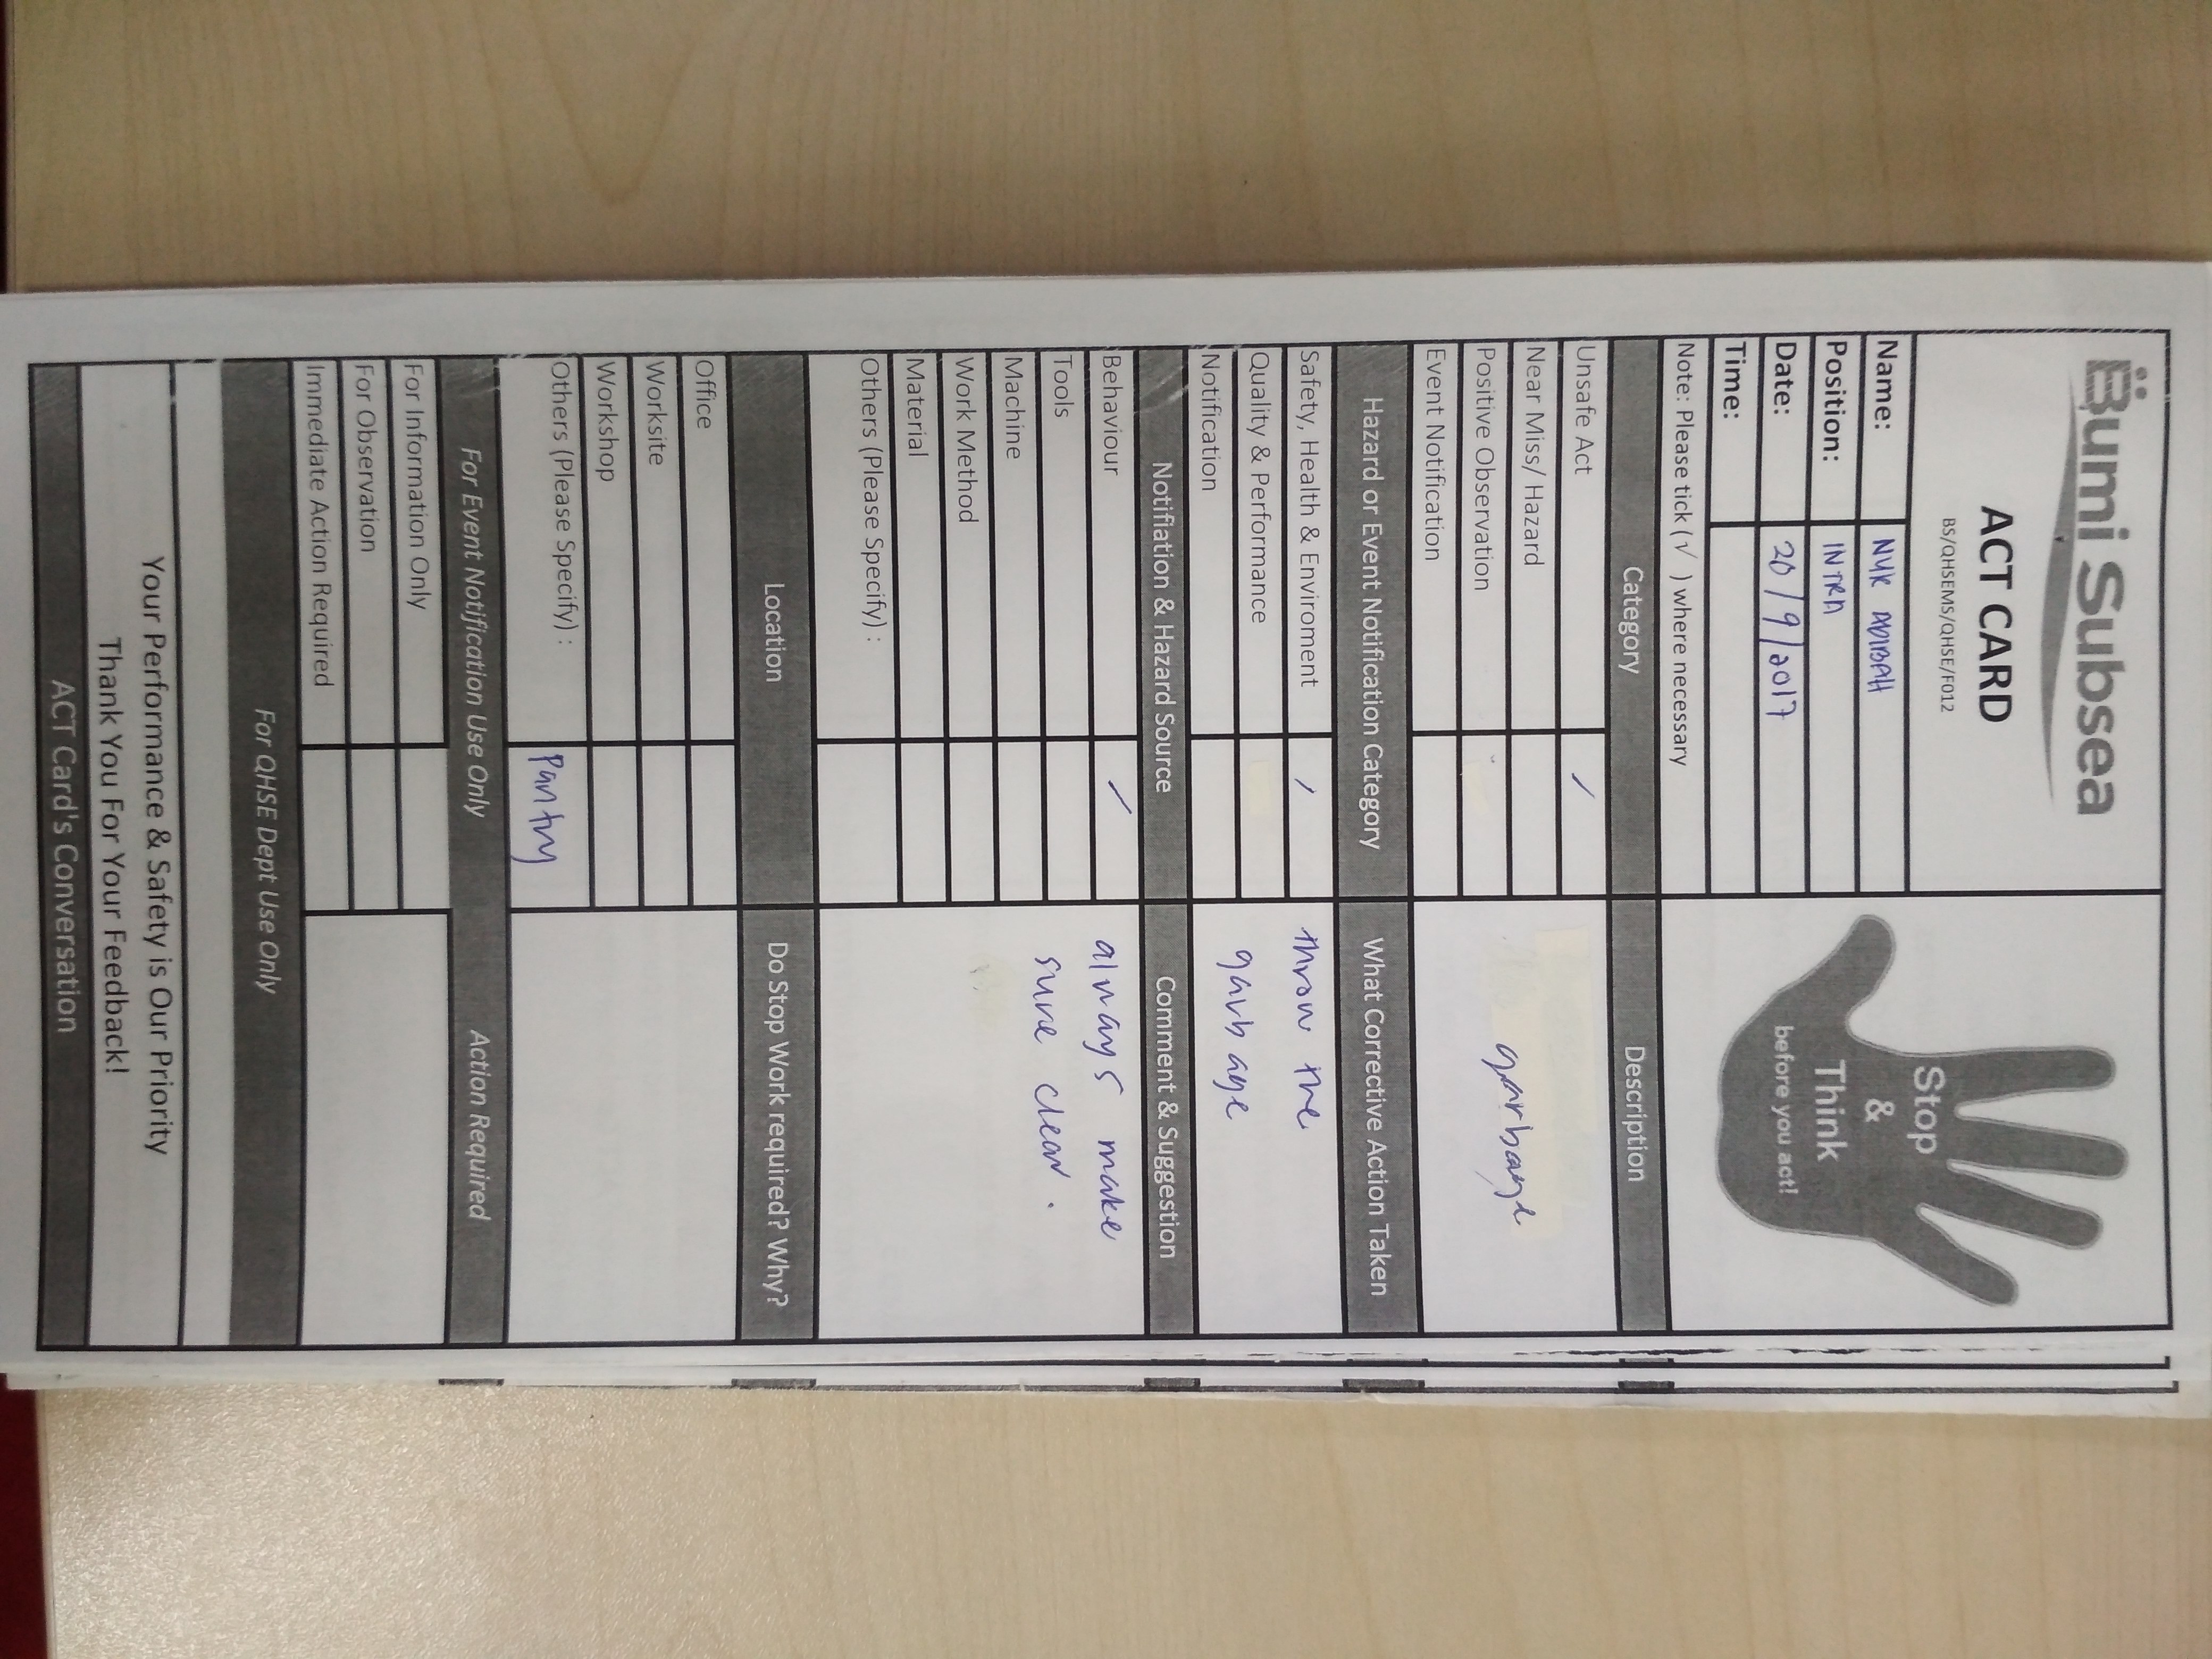 Bumi Subsea
ACT CARD
BS/QHSEMS/QHSE/F012
Stop
&
Think
before you act!
Name: NUR ADIBAH
Position: INTRN
Date: 20/9/2017
Time:
Note: Please tick (√ ) where necessary
Category Description
Unsafe Act ✓
Near Miss/ Hazard
Positive Observation
Event Notification
garbage
Hazard or Event Notification Category What Corrective Action Taken
Safety, Health & Enviroment ✓ throw the
Quality & Performance garbage
Notification
Notifiation & Hazard Source Comment & Suggestion
Behaviour ✓ always make
Tools sure clear.
Machine
Work Method
Material
Others (Please Specify) :
Location Do Stop Work required? Why?
Office
Worksite
Workshop
Others (Please Specify) : Pantry
For Event Notification Use Only Action Required
For Information Only
For Observation
Immediate Action Required
For QHSE Dept Use Only
Your Performance & Safety is Our Priority
Thank You For Your Feedback!
ACT Card's Conversation